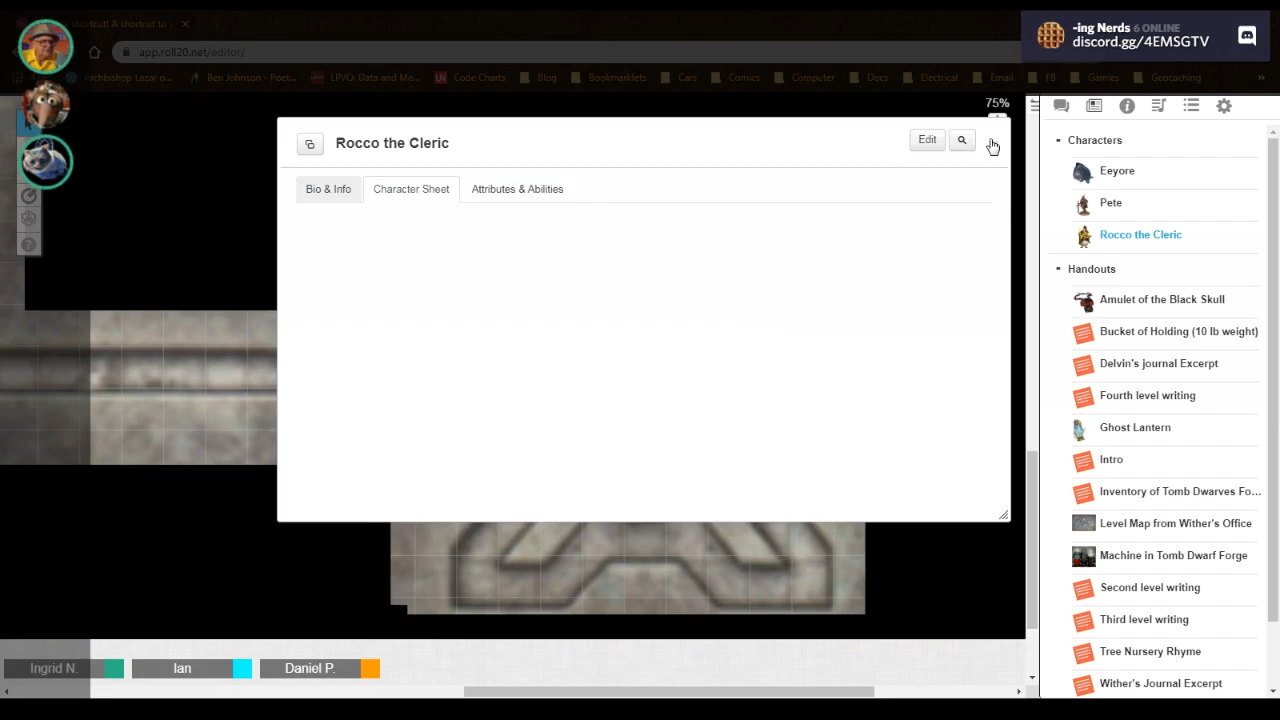 shortcut! A shortcut to
app.roll20.net/editor/
Archbishop Lazar o... Ben Johnson - Poet... LPVO: Data and Me... Code Charts Blog Bookmarklets Cars Comics Computer Docs Electrical Email FB Games Geocaching »
-ing Nerds 6 ONLINE
discord.gg/4EMSGTV
75%
Rocco the Cleric
Edit
Bio & Info Character Sheet Attributes & Abilities
Characters
Eeyore
Pete
Rocco the Cleric
Handouts
Amulet of the Black Skull
Bucket of Holding (10 lb weight)
Delvin's journal Excerpt
Fourth level writing
Ghost Lantern
Intro
Inventory of Tomb Dwarves Fo...
Level Map from Wither's Office
Machine in Tomb Dwarf Forge
Second level writing
Third level writing
Tree Nursery Rhyme
Wither's Journal Excerpt
Ingrid N. Ian Daniel P.